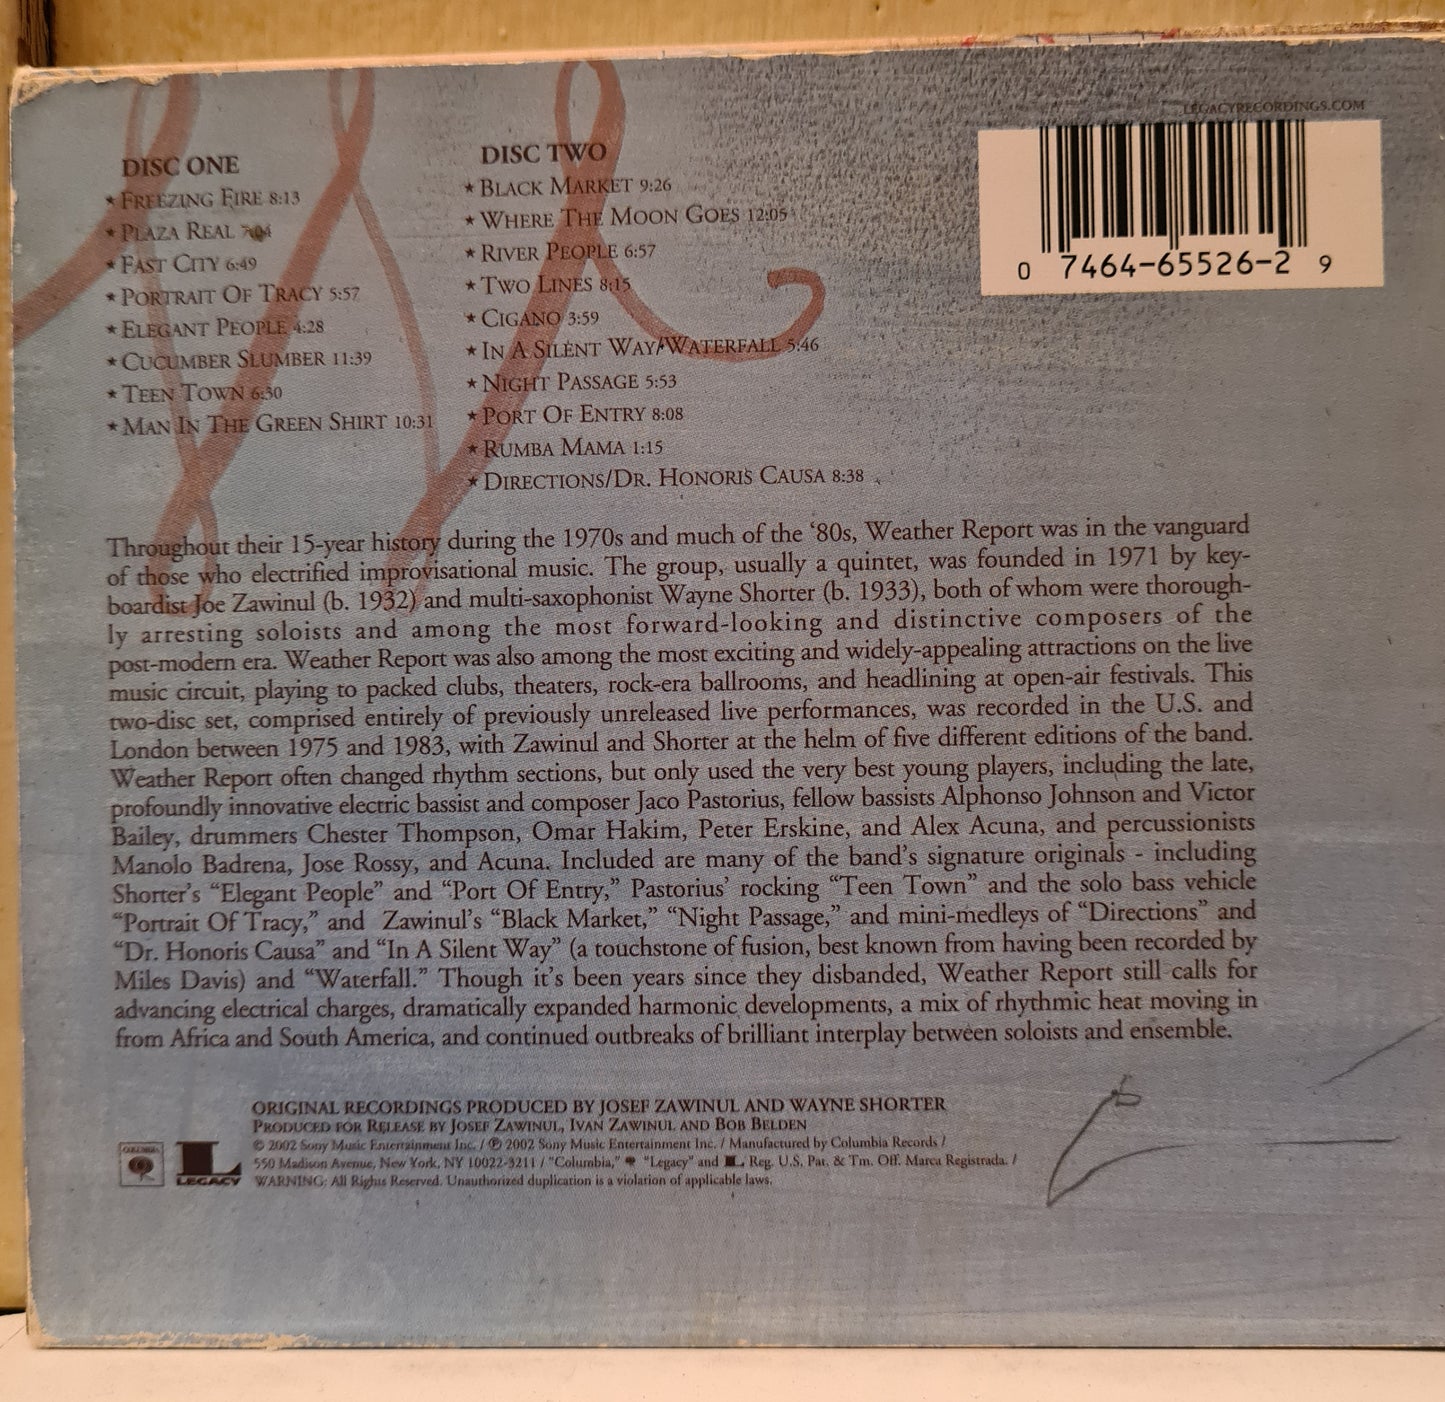 LEGACYRECORDINGS.COM
0 7464-65526-2 9
DISC ONE
★ FREEZING FIRE 8:13
★ PLAZA REAL 7:04
★ FAST CITY 6:49
★ PORTRAIT OF TRACY 5:57
★ ELEGANT PEOPLE 4:28
★ CUCUMBER SLUMBER 11:39
★ TEEN TOWN 6:30
★ MAN IN THE GREEN SHIRT 10:31
DISC TWO
★ BLACK MARKET 9:26
★ WHERE THE MOON GOES 12:05
★ RIVER PEOPLE 6:57
★ TWO LINES 8:15
★ CIGANO 3:59
★ IN A SILENT WAY/WATERFALL 5:46
★ NIGHT PASSAGE 5:53
★ PORT OF ENTRY 8:08
★ RUMBA MAMA 1:15
★ DIRECTIONS/DR. HONORIS CAUSA 8:38
Throughout their 15-year history during the 1970s and much of the ‘80s, Weather Report was in the vanguard
of those who electrified improvisational music. The group, usually a quintet, was founded in 1971 by key-
boardist Joe Zawinul (b. 1932) and multi-saxophonist Wayne Shorter (b. 1933), both of whom were thorough-
ly arresting soloists and among the most forward-looking and distinctive composers of the
post-modern era. Weather Report was also among the most exciting and widely-appealing attractions on the live
music circuit, playing to packed clubs, theaters, rock-era ballrooms, and headlining at open-air festivals. This
two-disc set, comprised entirely of previously unreleased live performances, was recorded in the U.S. and
London between 1975 and 1983, with Zawinul and Shorter at the helm of five different editions of the band.
Weather Report often changed rhythm sections, but only used the very best young players, including the late,
profoundly innovative electric bassist and composer Jaco Pastorius, fellow bassists Alphonso Johnson and Victor
Bailey, drummers Chester Thompson, Omar Hakim, Peter Erskine, and Alex Acuna, and percussionists
Manolo Badrena, Jose Rossy, and Acuna. Included are many of the band’s signature originals - including
Shorter’s “Elegant People” and “Port Of Entry,” Pastorius’ rocking “Teen Town” and the solo bass vehicle
“Portrait Of Tracy,” and Zawinul’s “Black Market,” “Night Passage,” and mini-medleys of “Directions” and
“Dr. Honoris Causa” and “In A Silent Way” (a touchstone of fusion, best known from having been recorded by
Miles Davis) and “Waterfall.” Though it’s been years since they disbanded, Weather Report still calls for
advancing electrical charges, dramatically expanded harmonic developments, a mix of rhythmic heat moving in
from Africa and South America, and continued outbreaks of brilliant interplay between soloists and ensemble.
ORIGINAL RECORDINGS PRODUCED BY JOSEF ZAWINUL AND WAYNE SHORTER
PRODUCED FOR RELEASE BY JOSEF ZAWINUL, IVAN ZAWINUL AND BOB BELDEN
© 2002 Sony Music Entertainment Inc. / ℗ 2002 Sony Music Entertainment Inc. / Manufactured by Columbia Records /
550 Madison Avenue, New York, NY 10022-3211 / "Columbia," "Legacy" and L Reg. U.S. Pat. & Tm. Off. Marca Registrada. /
WARNING: All Rights Reserved. Unauthorized duplication is a violation of applicable laws.
COLUMBIA
L LEGACY